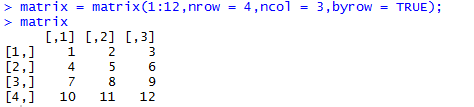 > matrix = matrix(1:12,nrow = 4,ncol = 3,byrow = TRUE);
> matrix
     [,1] [,2] [,3]
[1,]    1    2    3
[2,]    4    5    6
[3,]    7    8    9
[4,]   10   11   12